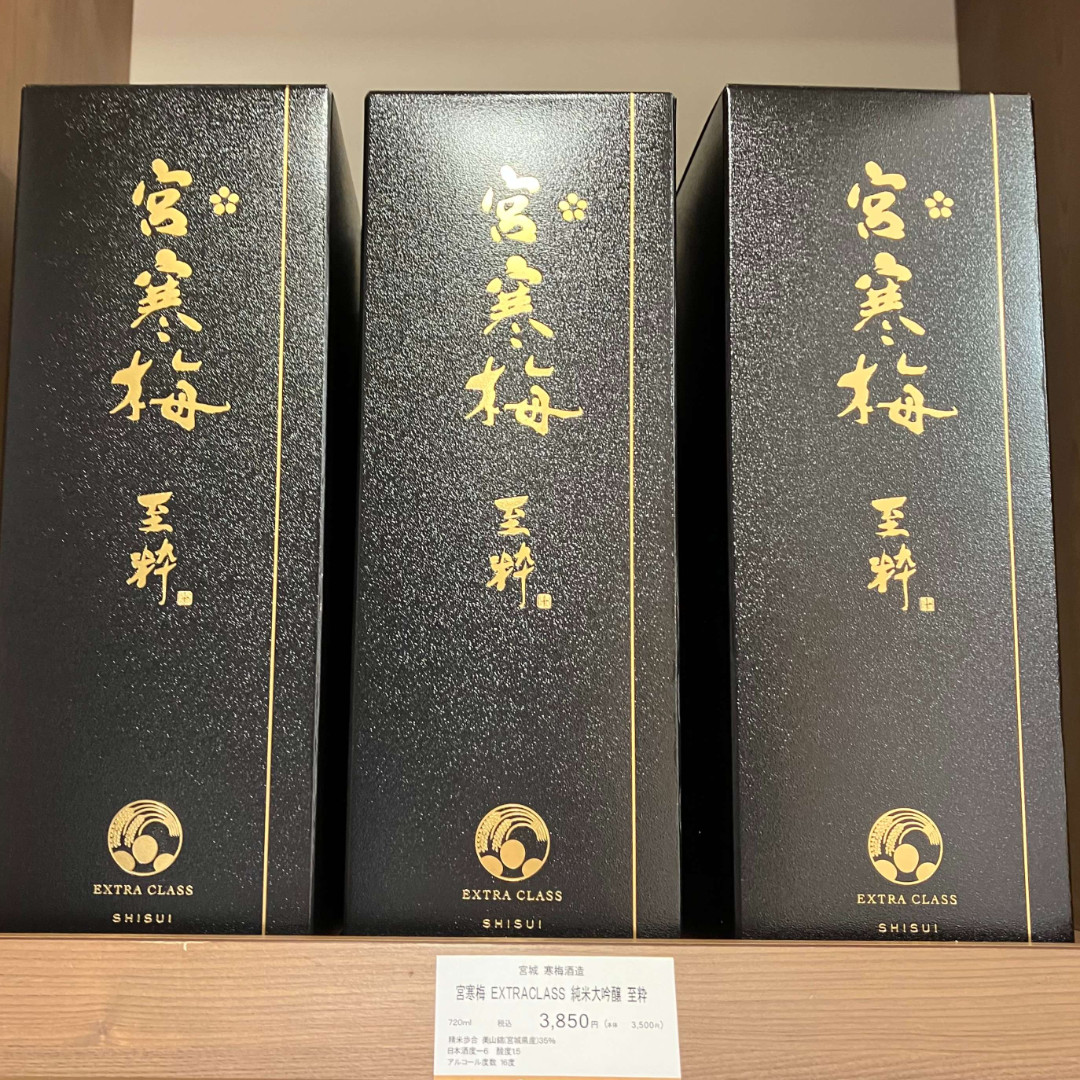 宮寒梅
至粋
EXTRA CLASS
SHISUI
宮寒梅
至粋
EXTRA CLASS
SHISUI
宮寒梅
至粋
EXTRA CLASS
SHISUI
宮城 寒梅酒造
宮寒梅 EXTRACLASS 純米大吟醸 至粋
720ml 税込 3,850円 (本体 3,500円)
精米歩合 美山錦(宮城県産)35%
日本酒度-6 酸度1.5
アルコール度数 16度